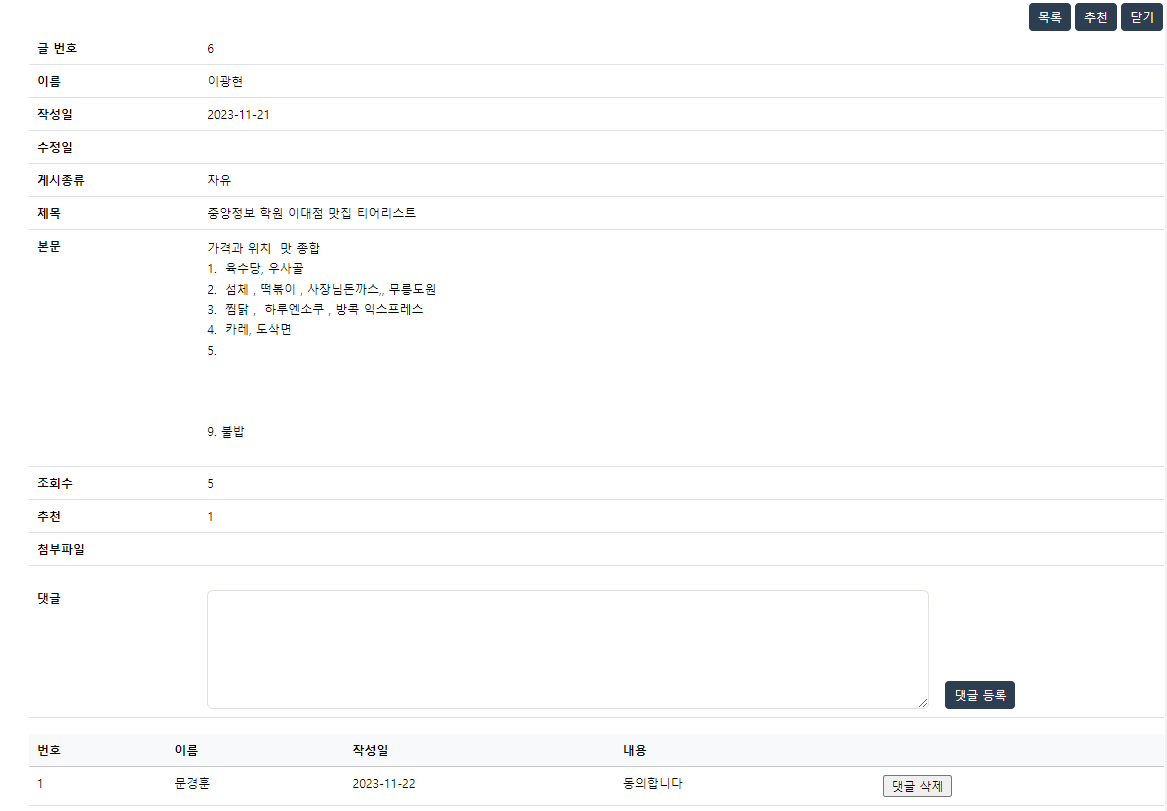 목록 추천 닫기
글 번호 6
이름 이광현
작성일 2023-11-21
수정일
게시종류 자유
제목 중앙정보 학원 이대점 맛집 티어리스트
본문 가격과 위치 맛 종합
1. 육수당, 우사골
2. 섬체 , 떡볶이 , 사장님돈까스,, 무릉도원
3. 찜닭 , 하루엔소쿠 , 방콕 익스프레스
4. 카레, 도삭면
5.
9. 불밥
조회수 5
추천 1
첨부파일
댓글
댓글 등록
번호 이름 작성일 내용
1 문경훈 2023-11-22 동의합니다 댓글 삭제